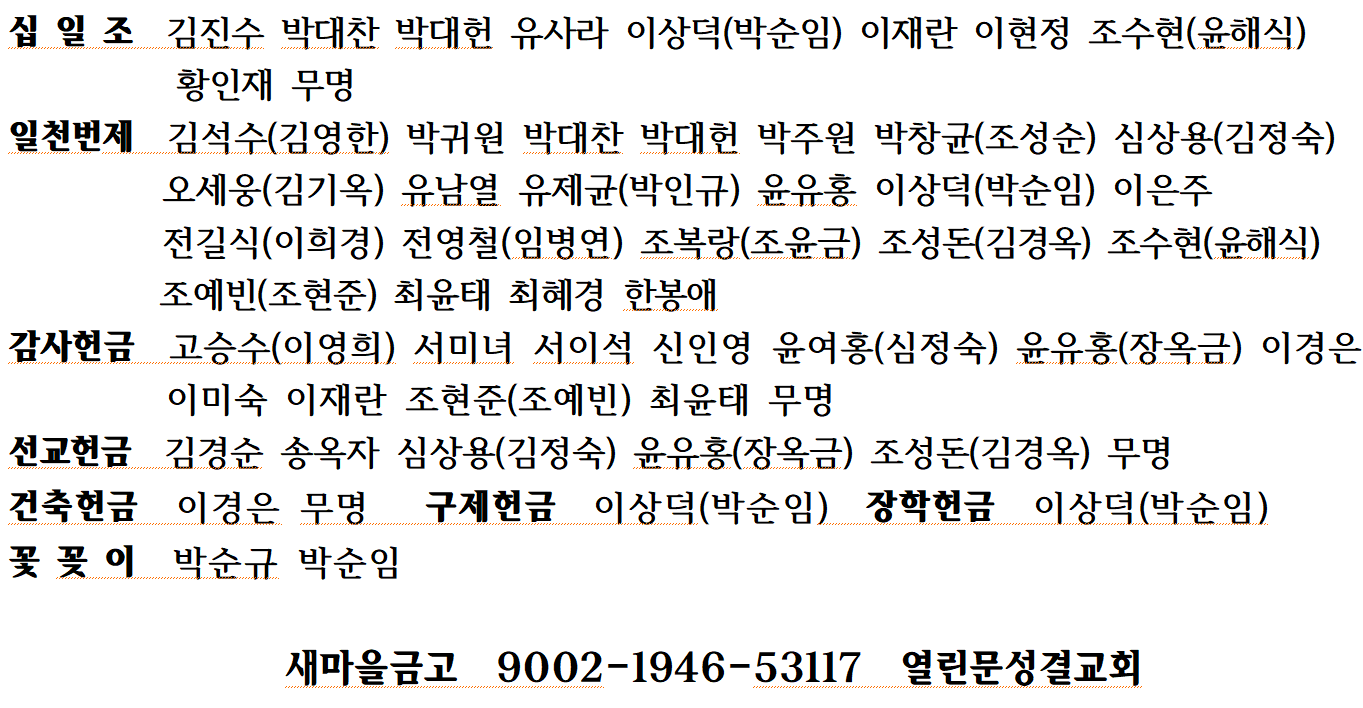 십 일 조 김진수 박대찬 박대헌 유사라 이상덕(박순임) 이재란 이현정 조수현(윤해식)
황인재 무명
일천번제 김석수(김영한) 박귀원 박대찬 박대헌 박주원 박창균(조성순) 심상용(김정숙)
오세웅(김기옥) 유남열 유제균(박인규) 윤유홍 이상덕(박순임) 이은주
전길식(이희경) 전영철(임병연) 조복랑(조윤금) 조성돈(김경옥) 조수현(윤해식)
조예빈(조현준) 최윤태 최혜경 한봉애
감사헌금 고승수(이영희) 서미녀 서이석 신인영 윤여홍(심정숙) 윤유홍(장옥금) 이경은
이미숙 이재란 조현준(조예빈) 최윤태 무명
선교헌금 김경순 송옥자 심상용(김정숙) 윤유홍(장옥금) 조성돈(김경옥) 무명
건축헌금 이경은 무명 구제헌금 이상덕(박순임) 장학헌금 이상덕(박순임)
꽃 꽂 이 박순규 박순임
새마을금고 9002-1946-53117 열린문성결교회